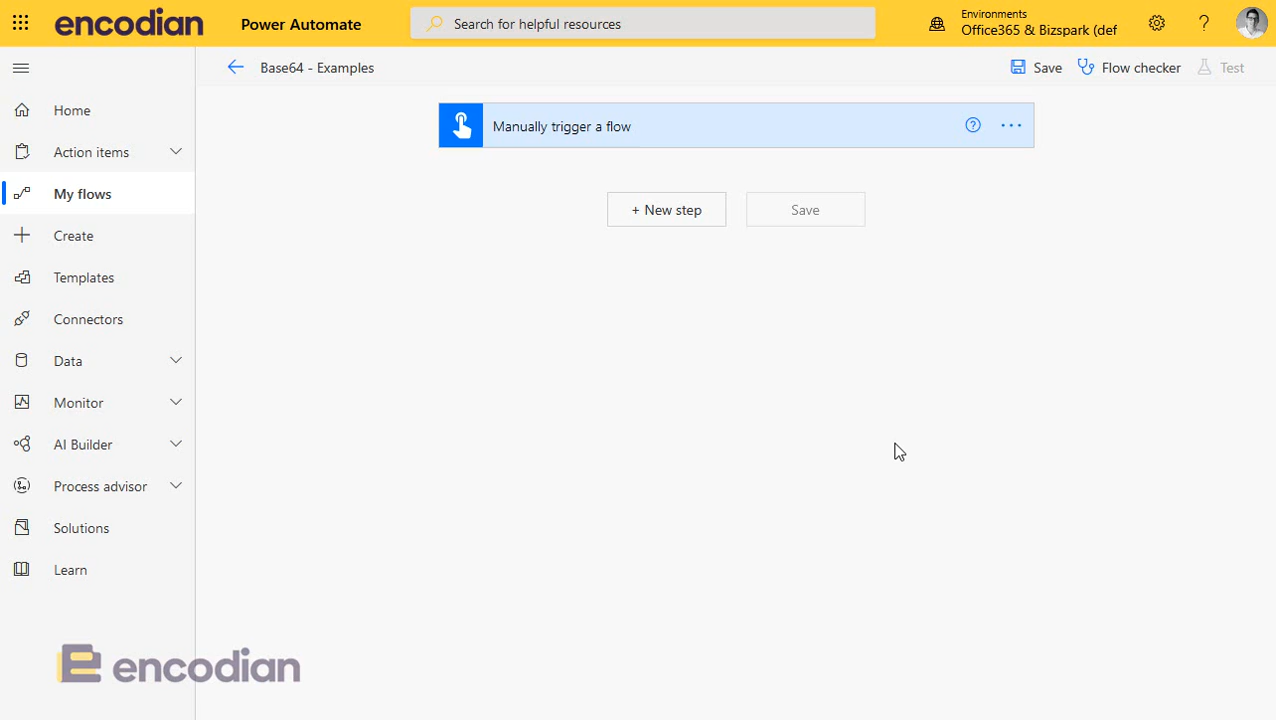 encodian
Power Automate
Search for helpful resources
Environments
Office365 & Bizspark (def
?
Base64 - Examples
Save
Flow checker
Test
Home
Action items
My flows
Create
Templates
Connectors
Data
Monitor
AI Builder
Process advisor
Solutions
Learn
Manually trigger a flow
?
...
+ New step
Save
encodian